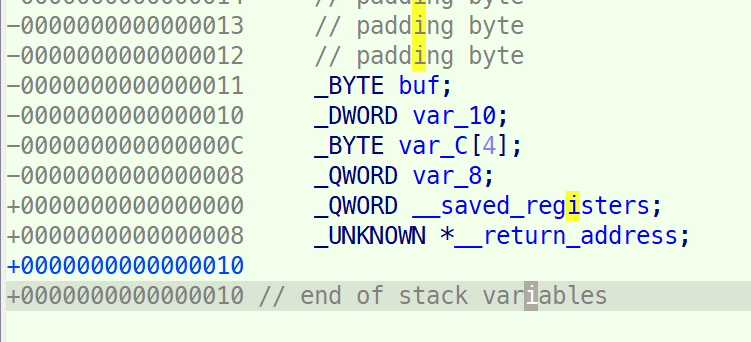 -0000000000000014      // padding byte
-0000000000000013     // padding byte
-0000000000000012     // padding byte
-0000000000000011     _BYTE buf;
-0000000000000010     _DWORD var_10;
-000000000000000C     _BYTE var_C[4];
-0000000000000008     _QWORD var_8;
+0000000000000000     _QWORD __saved_registers;
+0000000000000008     _UNKNOWN *__return_address;
+0000000000000010
+0000000000000010 // end of stack variables